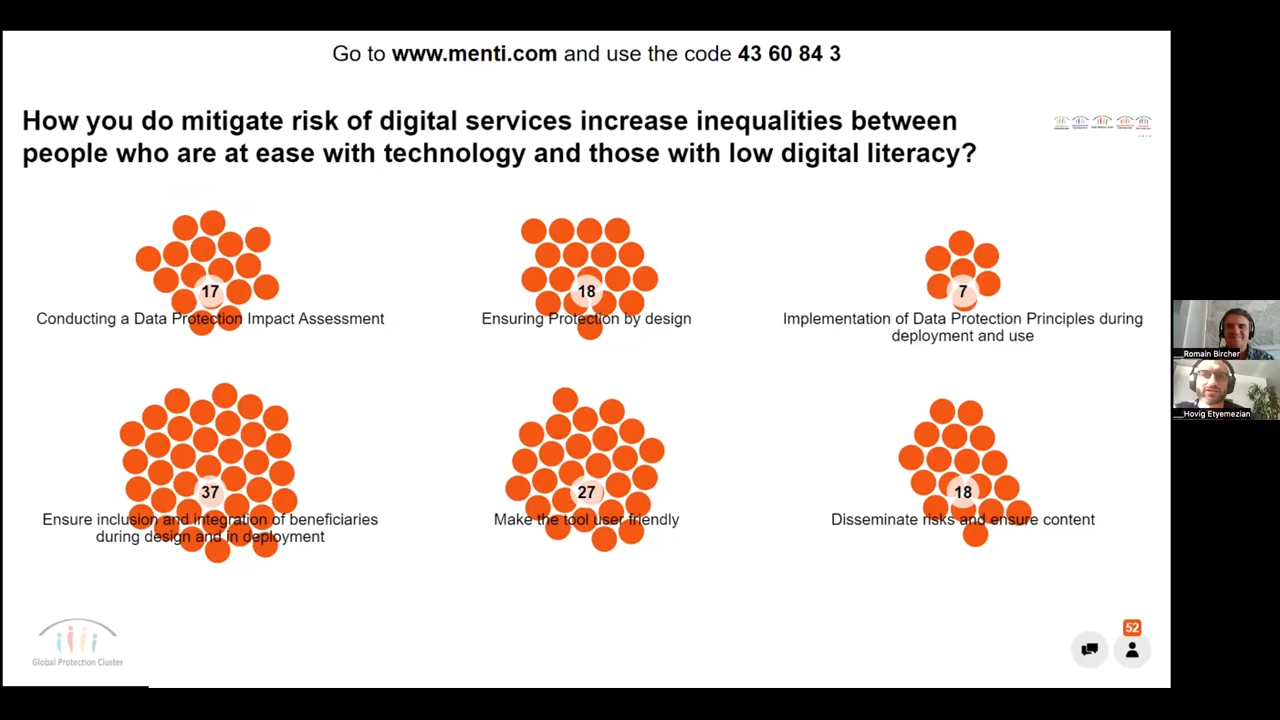 Go to www.menti.com and use the code 43 60 84 3
How you do mitigate risk of digital services increase inequalities between
people who are at ease with technology and those with low digital literacy?
17
Conducting a Data Protection Impact Assessment
18
Ensuring Protection by design
7
Implementation of Data Protection Principles during
deployment and use
37
Ensure inclusion and integration of beneficiaries
during design and in deployment
27
Make the tool user friendly
18
Disseminate risks and ensure content
Romain Bircher
Hovig Etyemezian
Global Protection Cluster
52